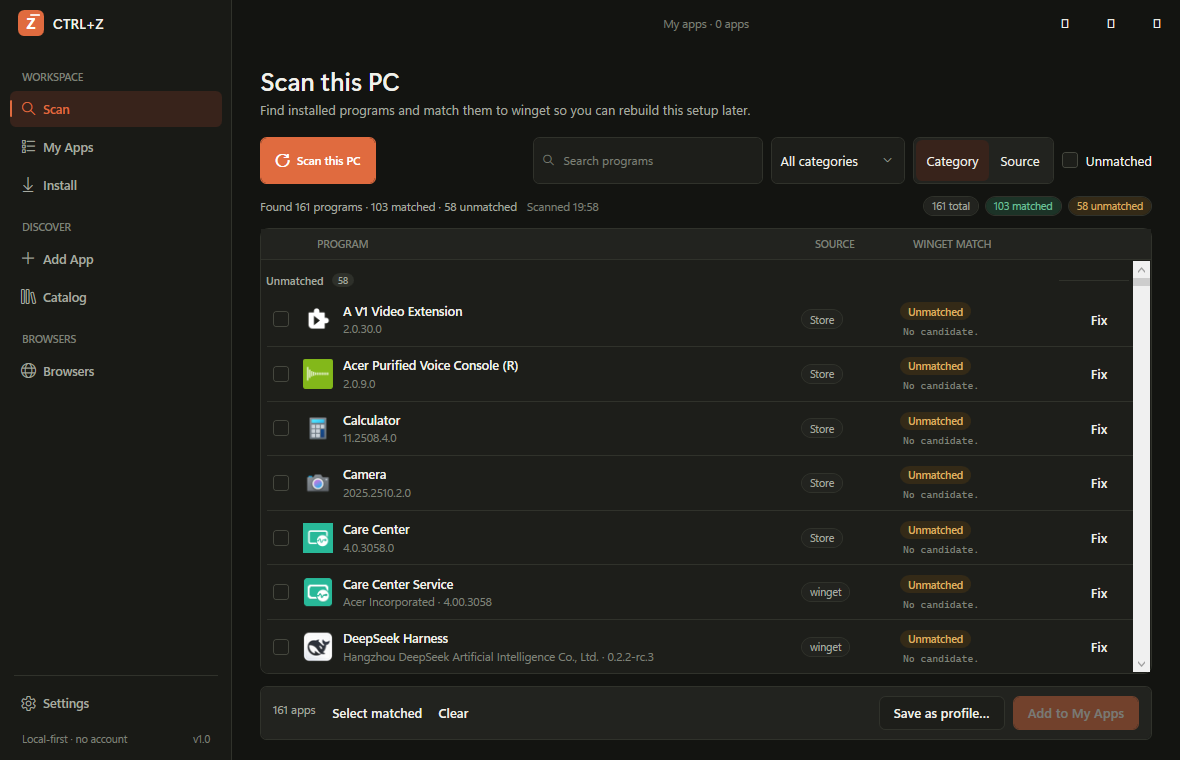 Z CTRL+Z
My apps · 0 apps
WORKSPACE
Scan
My Apps
Install
DISCOVER
Add App
Catalog
BROWSERS
Browsers
Settings
Local-first · no account v1.0
Scan this PC
Find installed programs and match them to winget so you can rebuild this setup later.
Scan this PC Search programs All categories Category Source Unmatched
Found 161 programs · 103 matched · 58 unmatched Scanned 19:58 161 total 103 matched 58 unmatched
PROGRAM SOURCE WINGET MATCH
Unmatched 58
A V1 Video Extension
2.0.30.0
Store
Unmatched
No candidate.
Fix
Acer Purified Voice Console (R)
2.0.9.0
Store
Unmatched
No candidate.
Fix
Calculator
11.2508.4.0
Store
Unmatched
No candidate.
Fix
Camera
2025.2510.2.0
Store
Unmatched
No candidate.
Fix
Care Center
4.0.3058.0
Store
Unmatched
No candidate.
Fix
Care Center Service
Acer Incorporated · 4.00.3058
winget
Unmatched
No candidate.
Fix
DeepSeek Harness
Hangzhou DeepSeek Artificial Intelligence Co., Ltd. · 0.2.2-rc.3
winget
Unmatched
No candidate.
Fix
161 apps Select matched Clear Save as profile... Add to My Apps